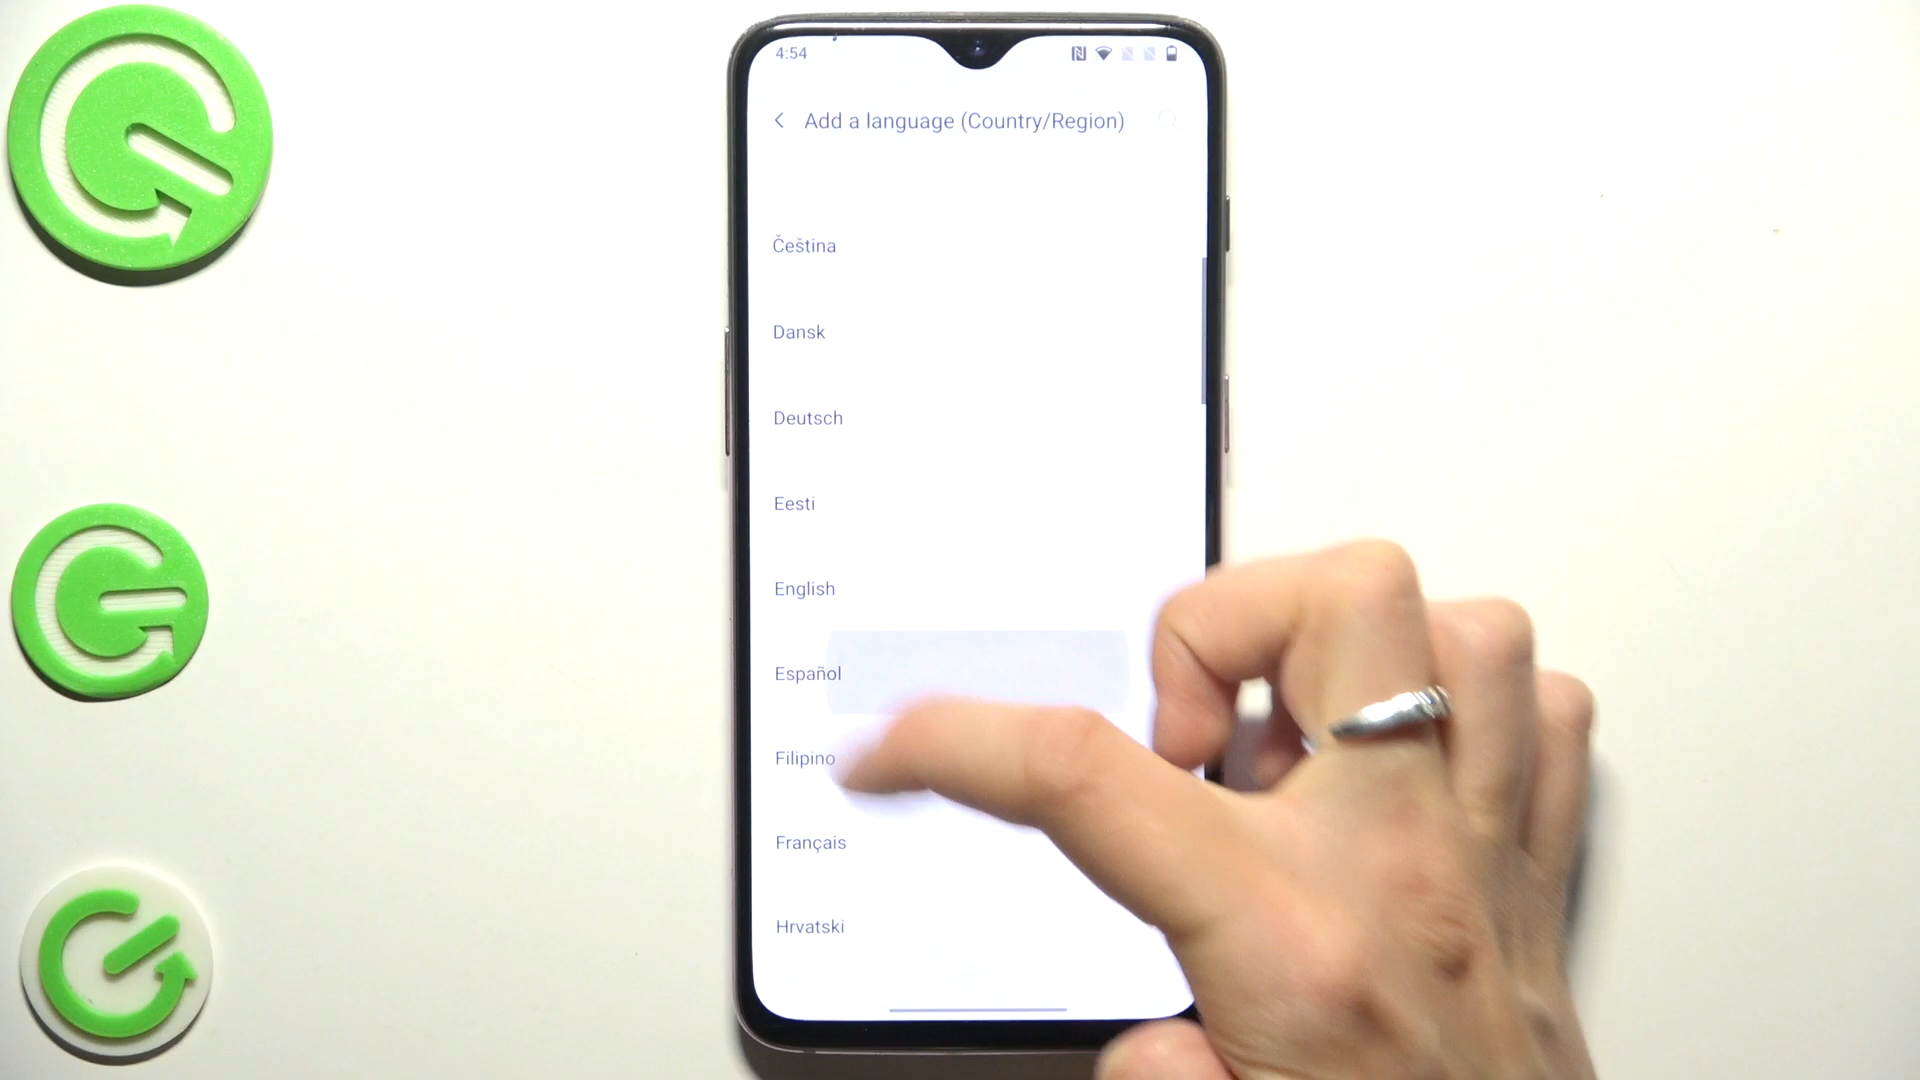 4:54
Add a language (Country/Region)
Čeština
Dansk
Deutsch
Eesti
English
Español
Filipino
Français
Hrvatski